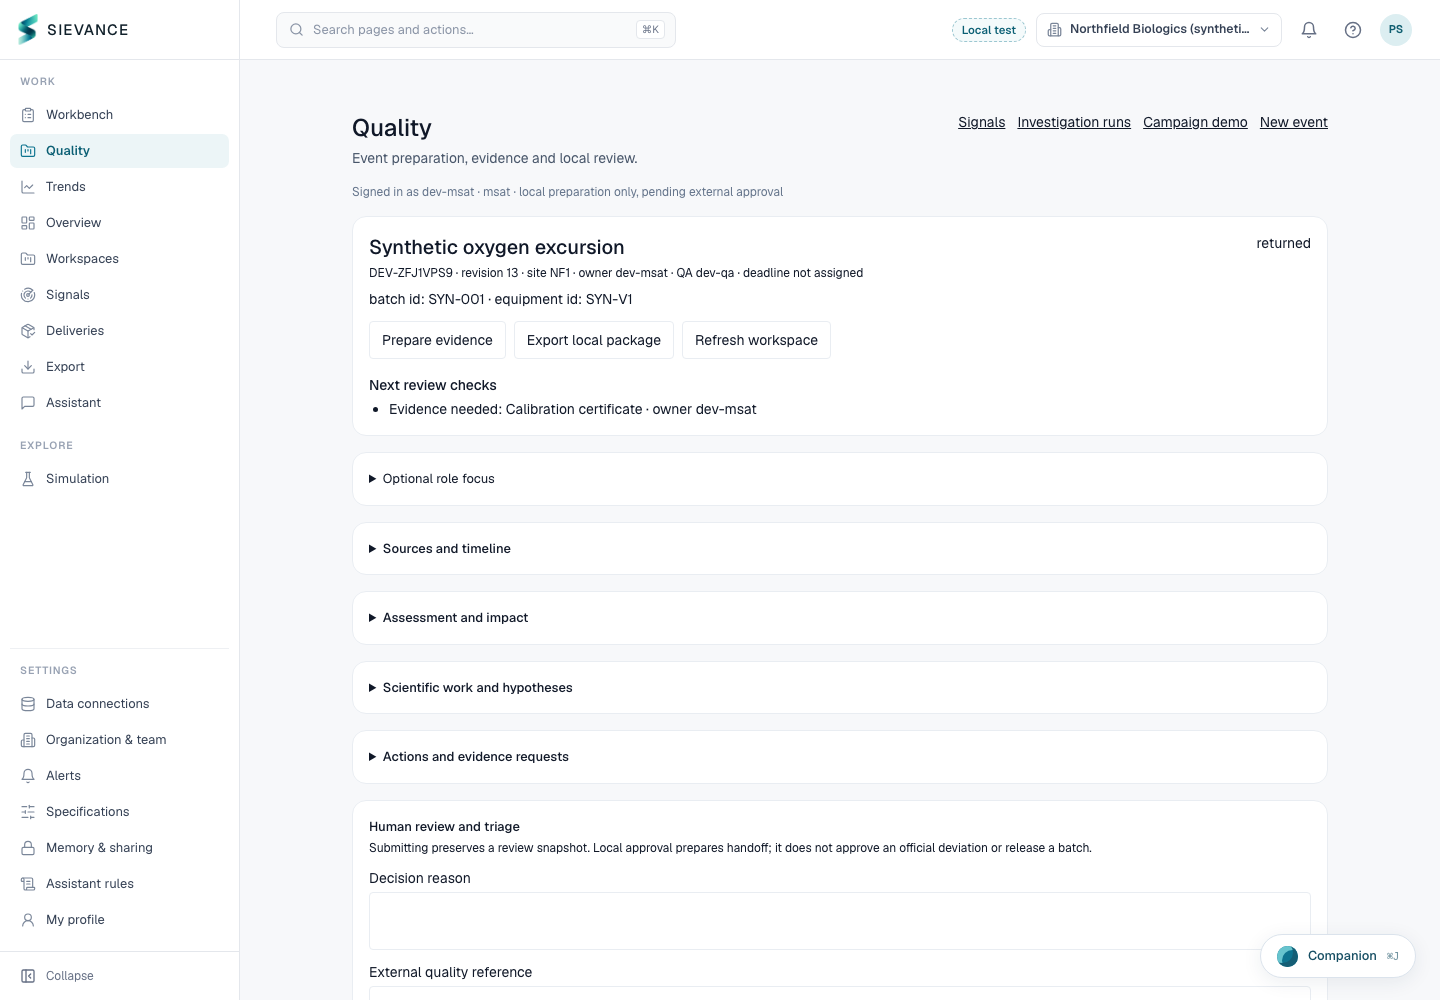 SIEVANCE
Search pages and actions...
⌘K
Local test
Northfield Biologics (syntheti...
PS
WORK
Workbench
Quality
Trends
Overview
Workspaces
Signals
Deliveries
Export
Assistant
EXPLORE
Simulation
SETTINGS
Data connections
Organization & team
Alerts
Specifications
Memory & sharing
Assistant rules
My profile
Collapse
Quality
Signals Investigation runs Campaign demo New event
Event preparation, evidence and local review.
Signed in as dev-msat · msat · local preparation only, pending external approval
Synthetic oxygen excursion
returned
DEV-ZFJ1VPS9 · revision 13 · site NF1 · owner dev-msat · QA dev-qa · deadline not assigned
batch id: SYN-001 · equipment id: SYN-V1
Prepare evidence Export local package Refresh workspace
Next review checks
• Evidence needed: Calibration certificate · owner dev-msat
Optional role focus
Sources and timeline
Assessment and impact
Scientific work and hypotheses
Actions and evidence requests
Human review and triage
Submitting preserves a review snapshot. Local approval prepares handoff; it does not approve an official deviation or release a batch.
Decision reason
External quality reference
Companion ⌘J